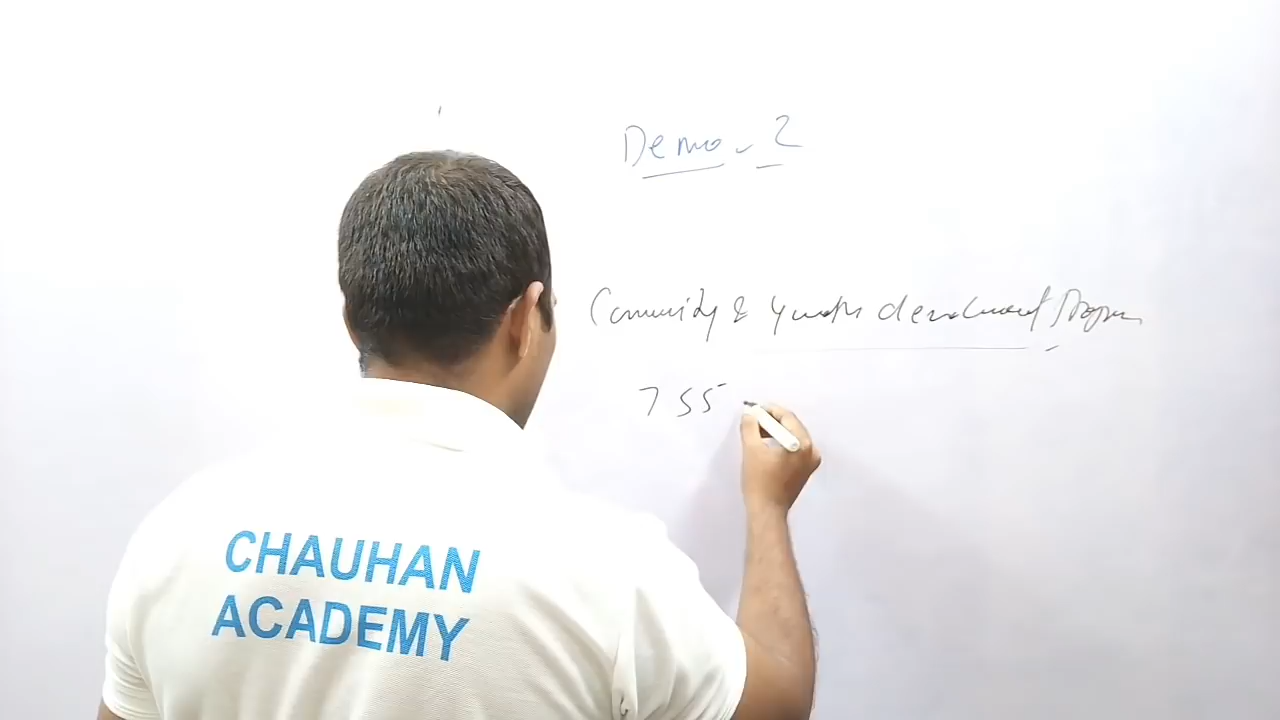 Demo - 2
Community & Youth development Program
755
CHAUHAN
ACADEMY